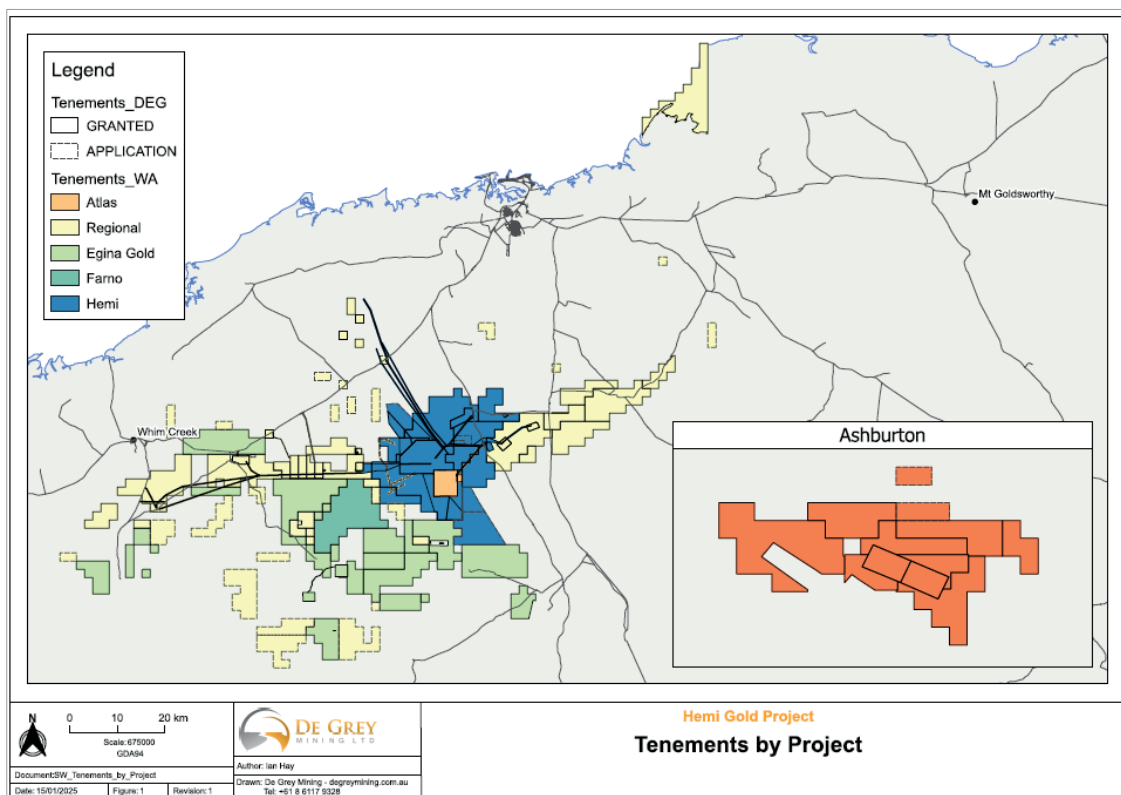 Legend
Tenements_DEG
GRANTED
APPLICATION
Tenements_WA
Atlas
Regional
Egina Gold
Farno
Hemi
Mt Goldsworthy
Whim Creek
Ashburton
N
0 10 20 km
Scale:675000
GDA94
Document:SW_Tenements_by_Project
Date: 15/01/2025
Figure: 1
Revision: 1
DE GREY
MINING LTD
Author: Ian Hay
Drawn: De Grey Mining - degreymining.com.au
Tel: +61 8 6117 9328
Hemi Gold Project
Tenements by Project